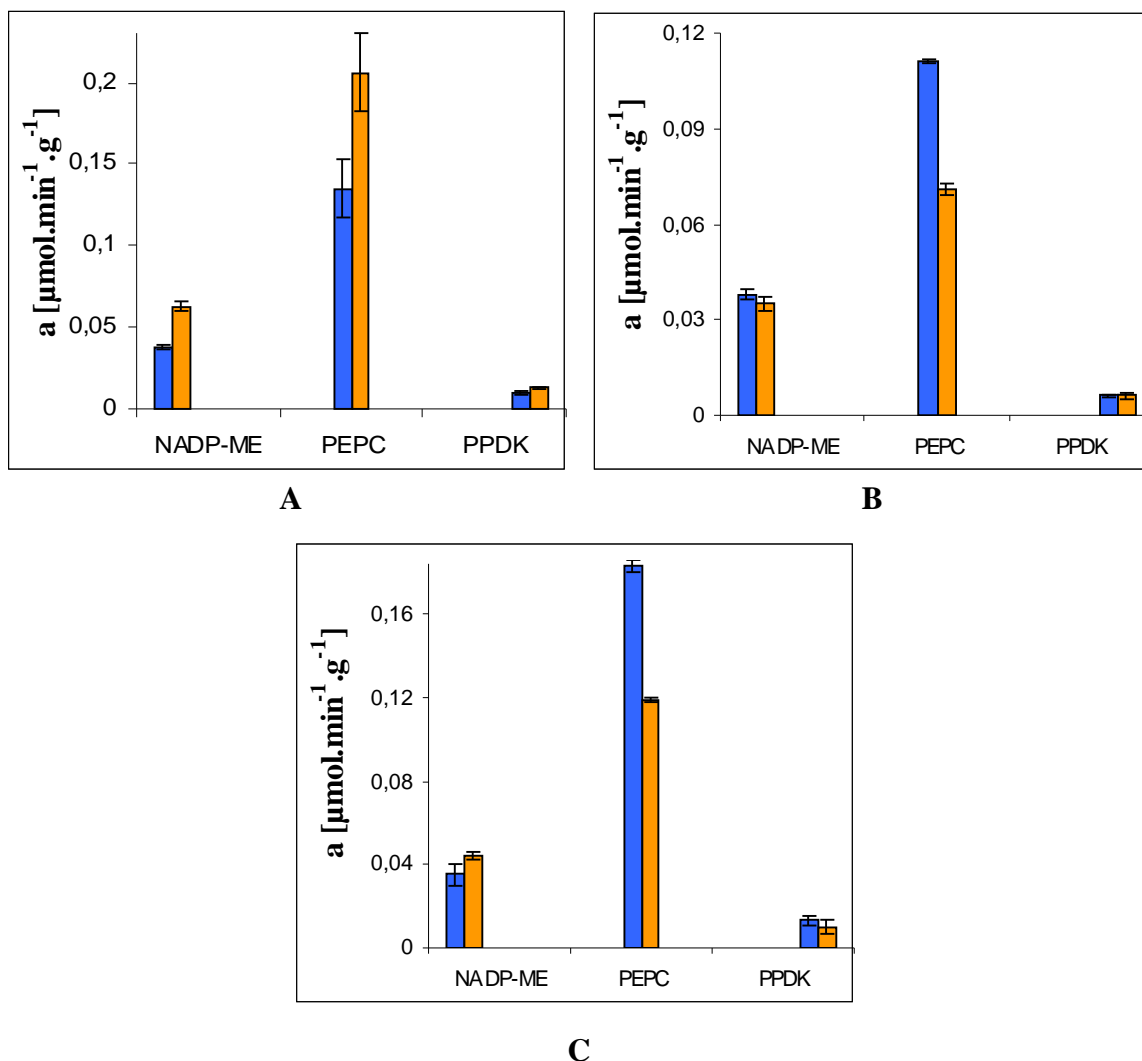 a [µmol.min⁻¹.g⁻¹]
0,2
0,15
0,1
0,05
0
NADP-ME PEPC PPDK
A
a [µmol.min⁻¹.g⁻¹]
0,12
0,09
0,06
0,03
0
NADP-ME PEPC PPDK
B
a [µmol.min⁻¹.g⁻¹]
0,16
0,12
0,08
0,04
0
NADP-ME PEPC PPDK
C